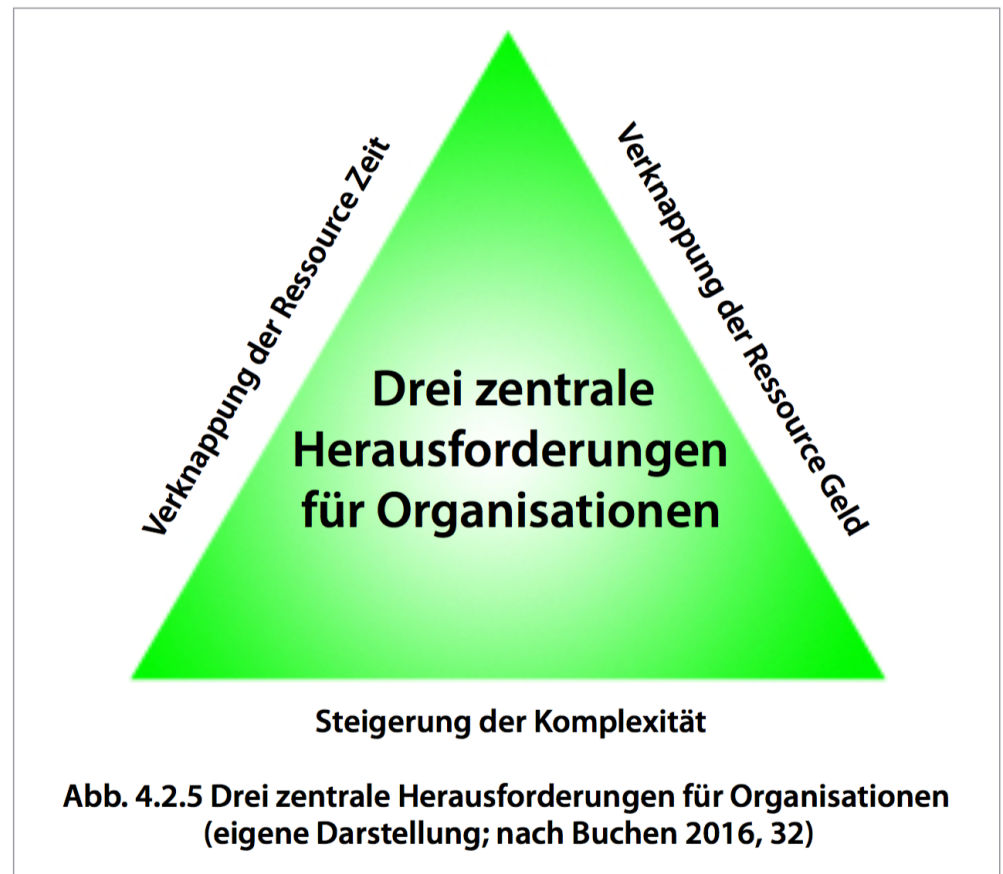 Verknappung der Ressource Zeit
Verknappung der Ressource Geld
Drei zentrale
Herausforderungen
für Organisationen
Steigerung der Komplexität
Abb. 4.2.5 Drei zentrale Herausforderungen für Organisationen
(eigene Darstellung; nach Buchen 2016, 32)